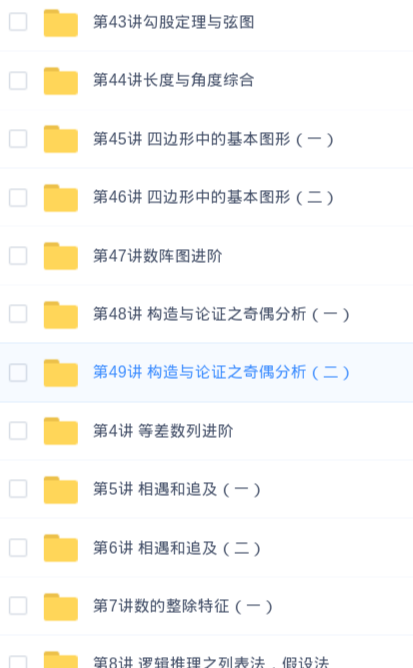 第43讲勾股定理与弦图
第44讲长度与角度综合
第45讲 四边形中的基本图形（一）
第46讲 四边形中的基本图形（二）
第47讲数阵图进阶
第48讲 构造与论证之奇偶分析（一）
第49讲 构造与论证之奇偶分析（二）
第4讲 等差数列进阶
第5讲 相遇和追及（一）
第6讲 相遇和追及（二）
第7讲数的整除特征（一）
第8讲 逻辑推理之列表法，假设法